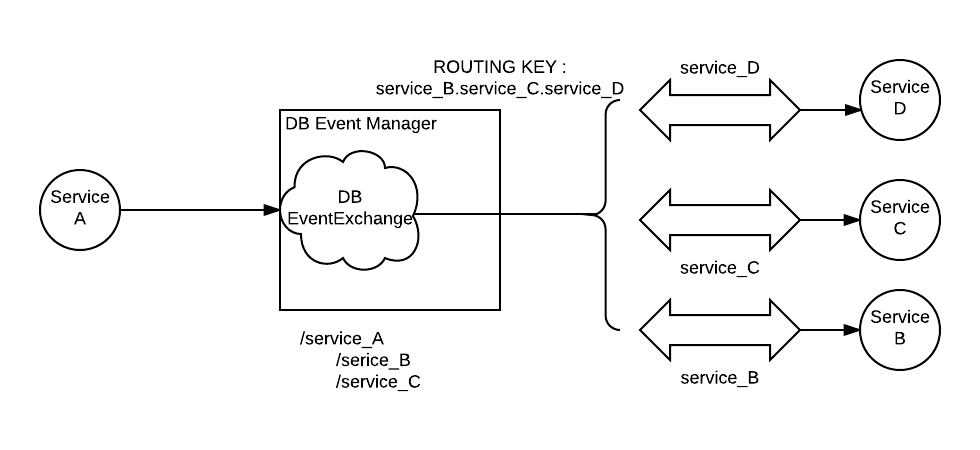 ROUTING KEY :
service_B.service_C.service_D
service_D
Service
D
DB Event Manager
DB
EventExchange
Service
A
Service
C
service_C
Service
B
service_B
/service_A
/serice_B
/service_C